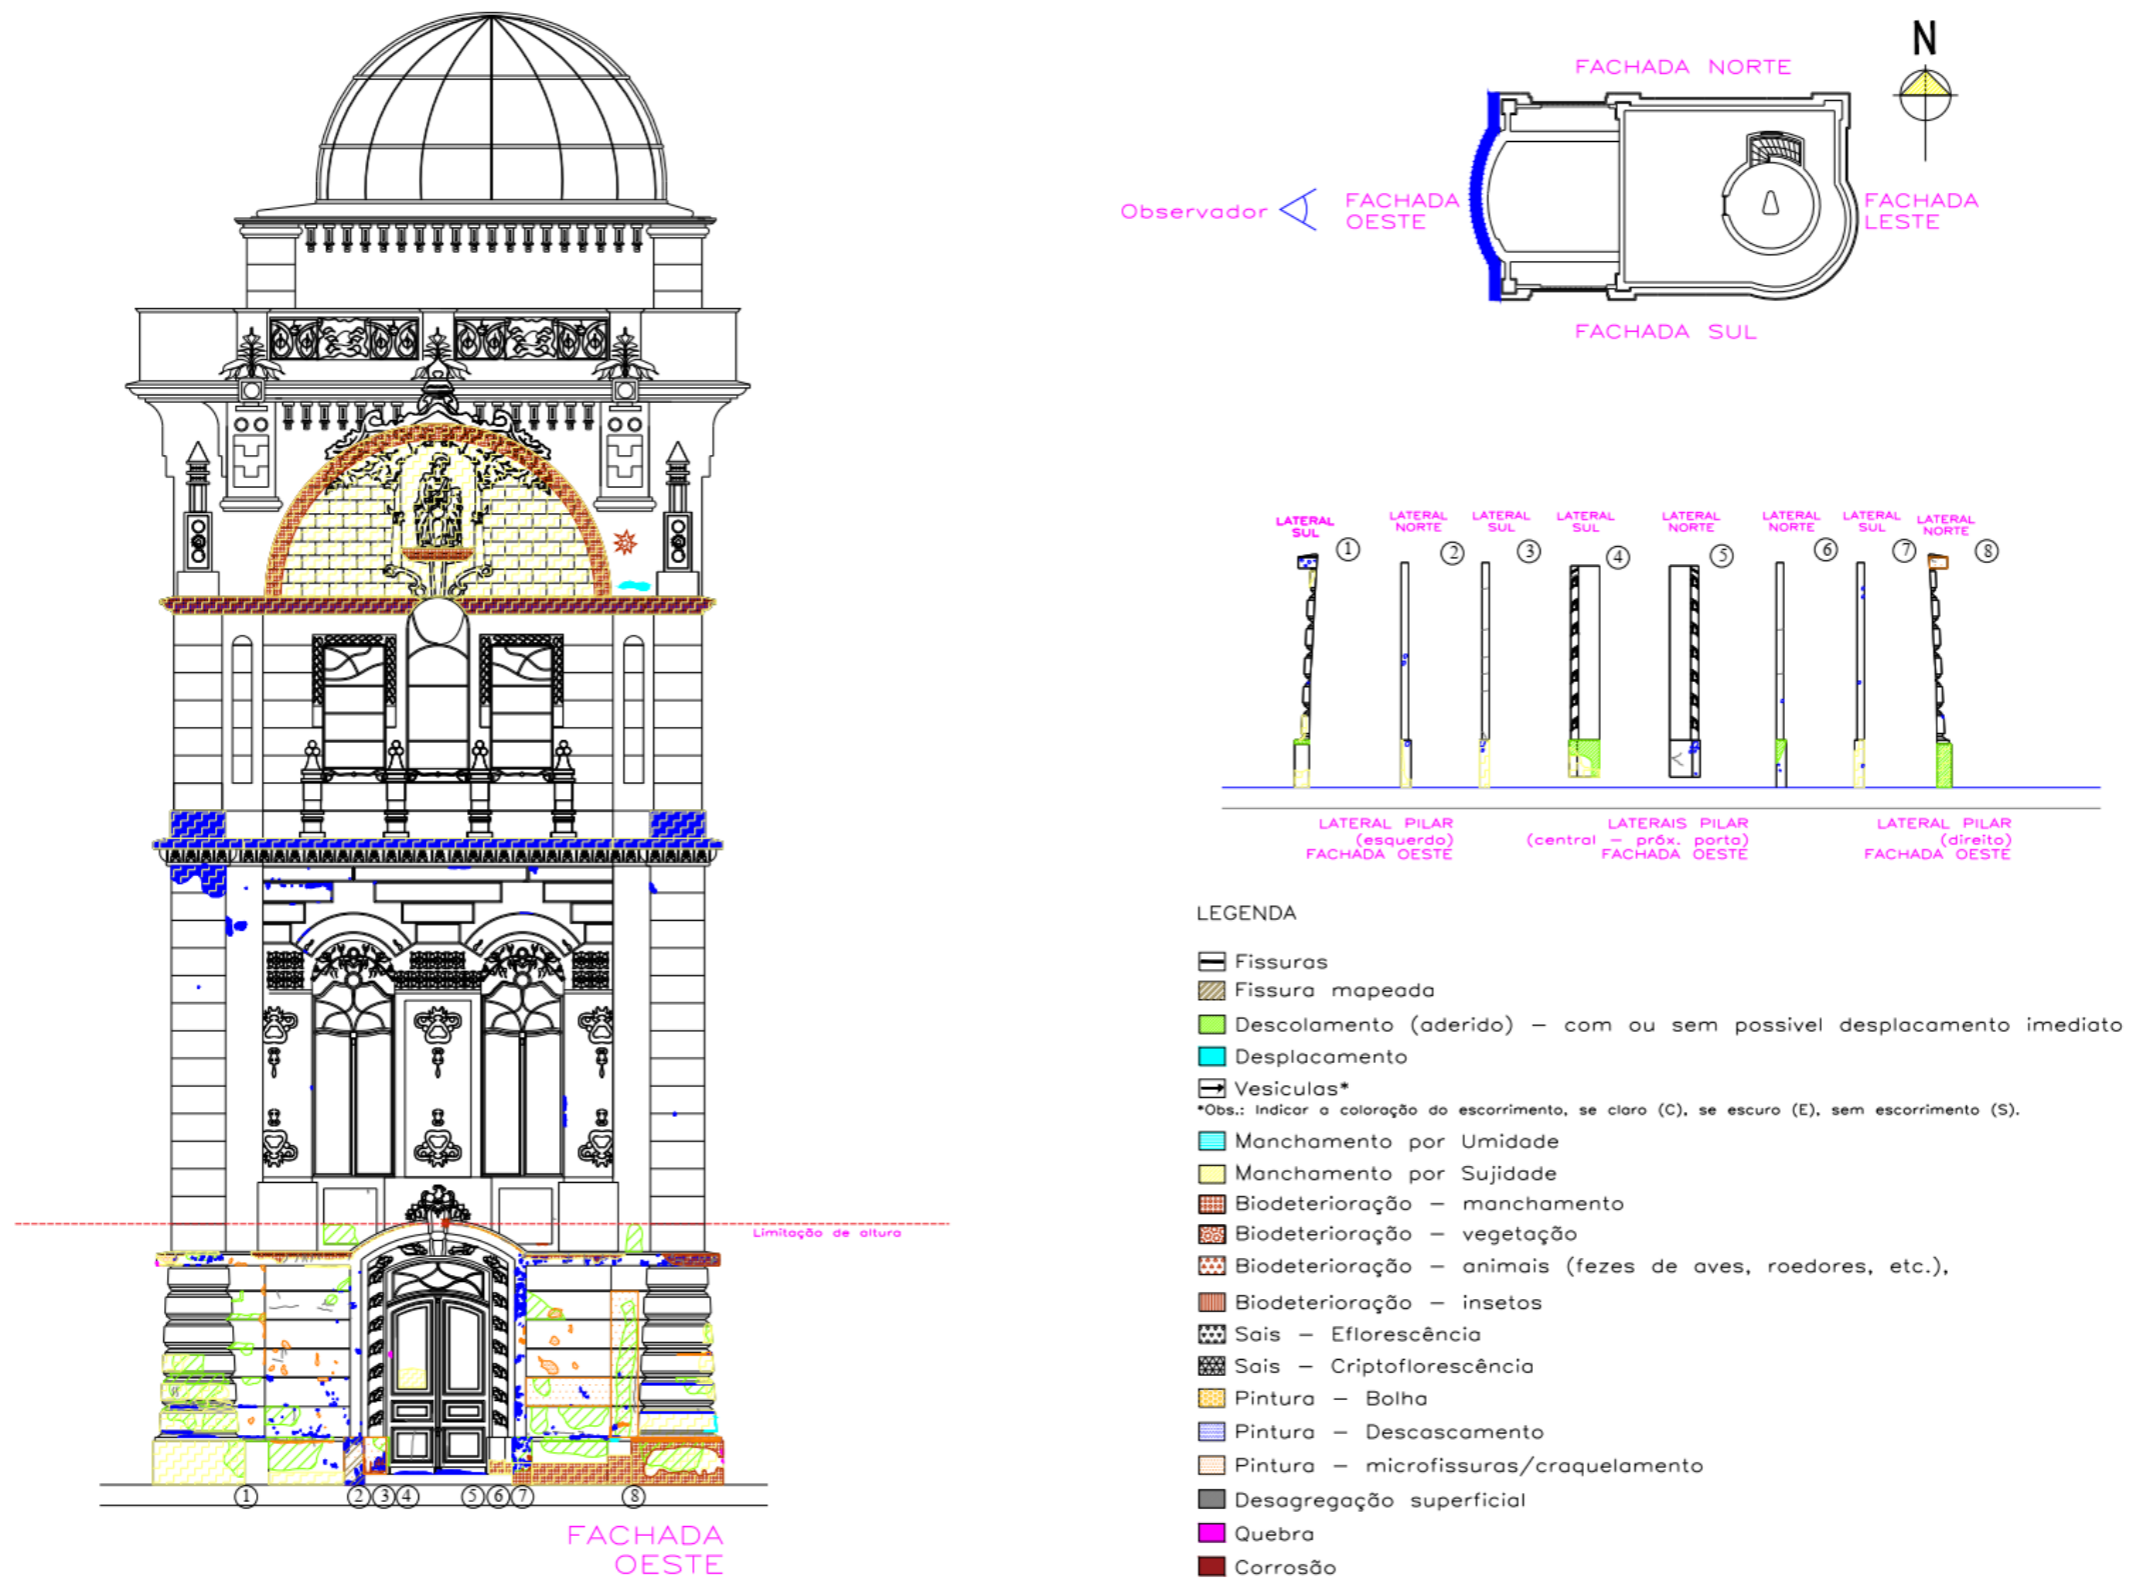 N
FACHADA NORTE
Observador
FACHADA
OESTE
FACHADA
LESTE
FACHADA SUL
LATERAL
SUL
1
LATERAL
NORTE
2
LATERAL
SUL
3
LATERAL
SUL
4
LATERAL
NORTE
5
LATERAL
NORTE
6
LATERAL
SUL
7
LATERAL
NORTE
8
LATERAL PILAR
(esquerdo)
FACHADA OESTE
LATERAIS PILAR
(central – próx. porta)
FACHADA OESTE
LATERAL PILAR
(direito)
FACHADA OESTE
Limitação de altura
1 2 3 4 5 6 7 8
FACHADA
OESTE
LEGENDA
Fissuras
Fissura mapeada
Descolamento (aderido) – com ou sem possivel desplacamento imediato
Desplacamento
Vesiculas*
*Obs.: Indicar a coloração do escorrimento, se claro (C), se escuro (E), sem escorrimento (S).
Manchamento por Umidade
Manchamento por Sujidade
Biodeterioração – manchamento
Biodeterioração – vegetação
Biodeterioração – animais (fezes de aves, roedores, etc.),
Biodeterioração – insetos
Sais – Eflorescência
Sais – Criptoflorescência
Pintura – Bolha
Pintura – Descascamento
Pintura – microfissuras/craquelamento
Desagregação superficial
Quebra
Corrosão